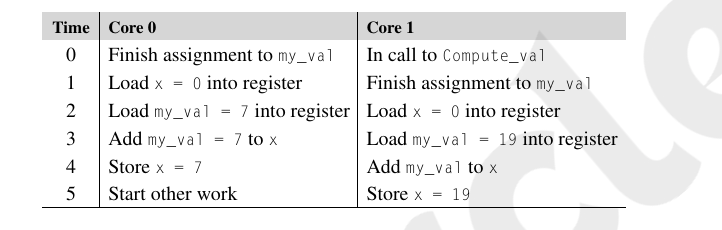 Time Core 0 Core 1
0 Finish assignment to my_val In call to Compute_val
1 Load x = 0 into register Finish assignment to my_val
2 Load my_val = 7 into register Load x = 0 into register
3 Add my_val = 7 to x Load my_val = 19 into register
4 Store x = 7 Add my_val to x
5 Start other work Store x = 19